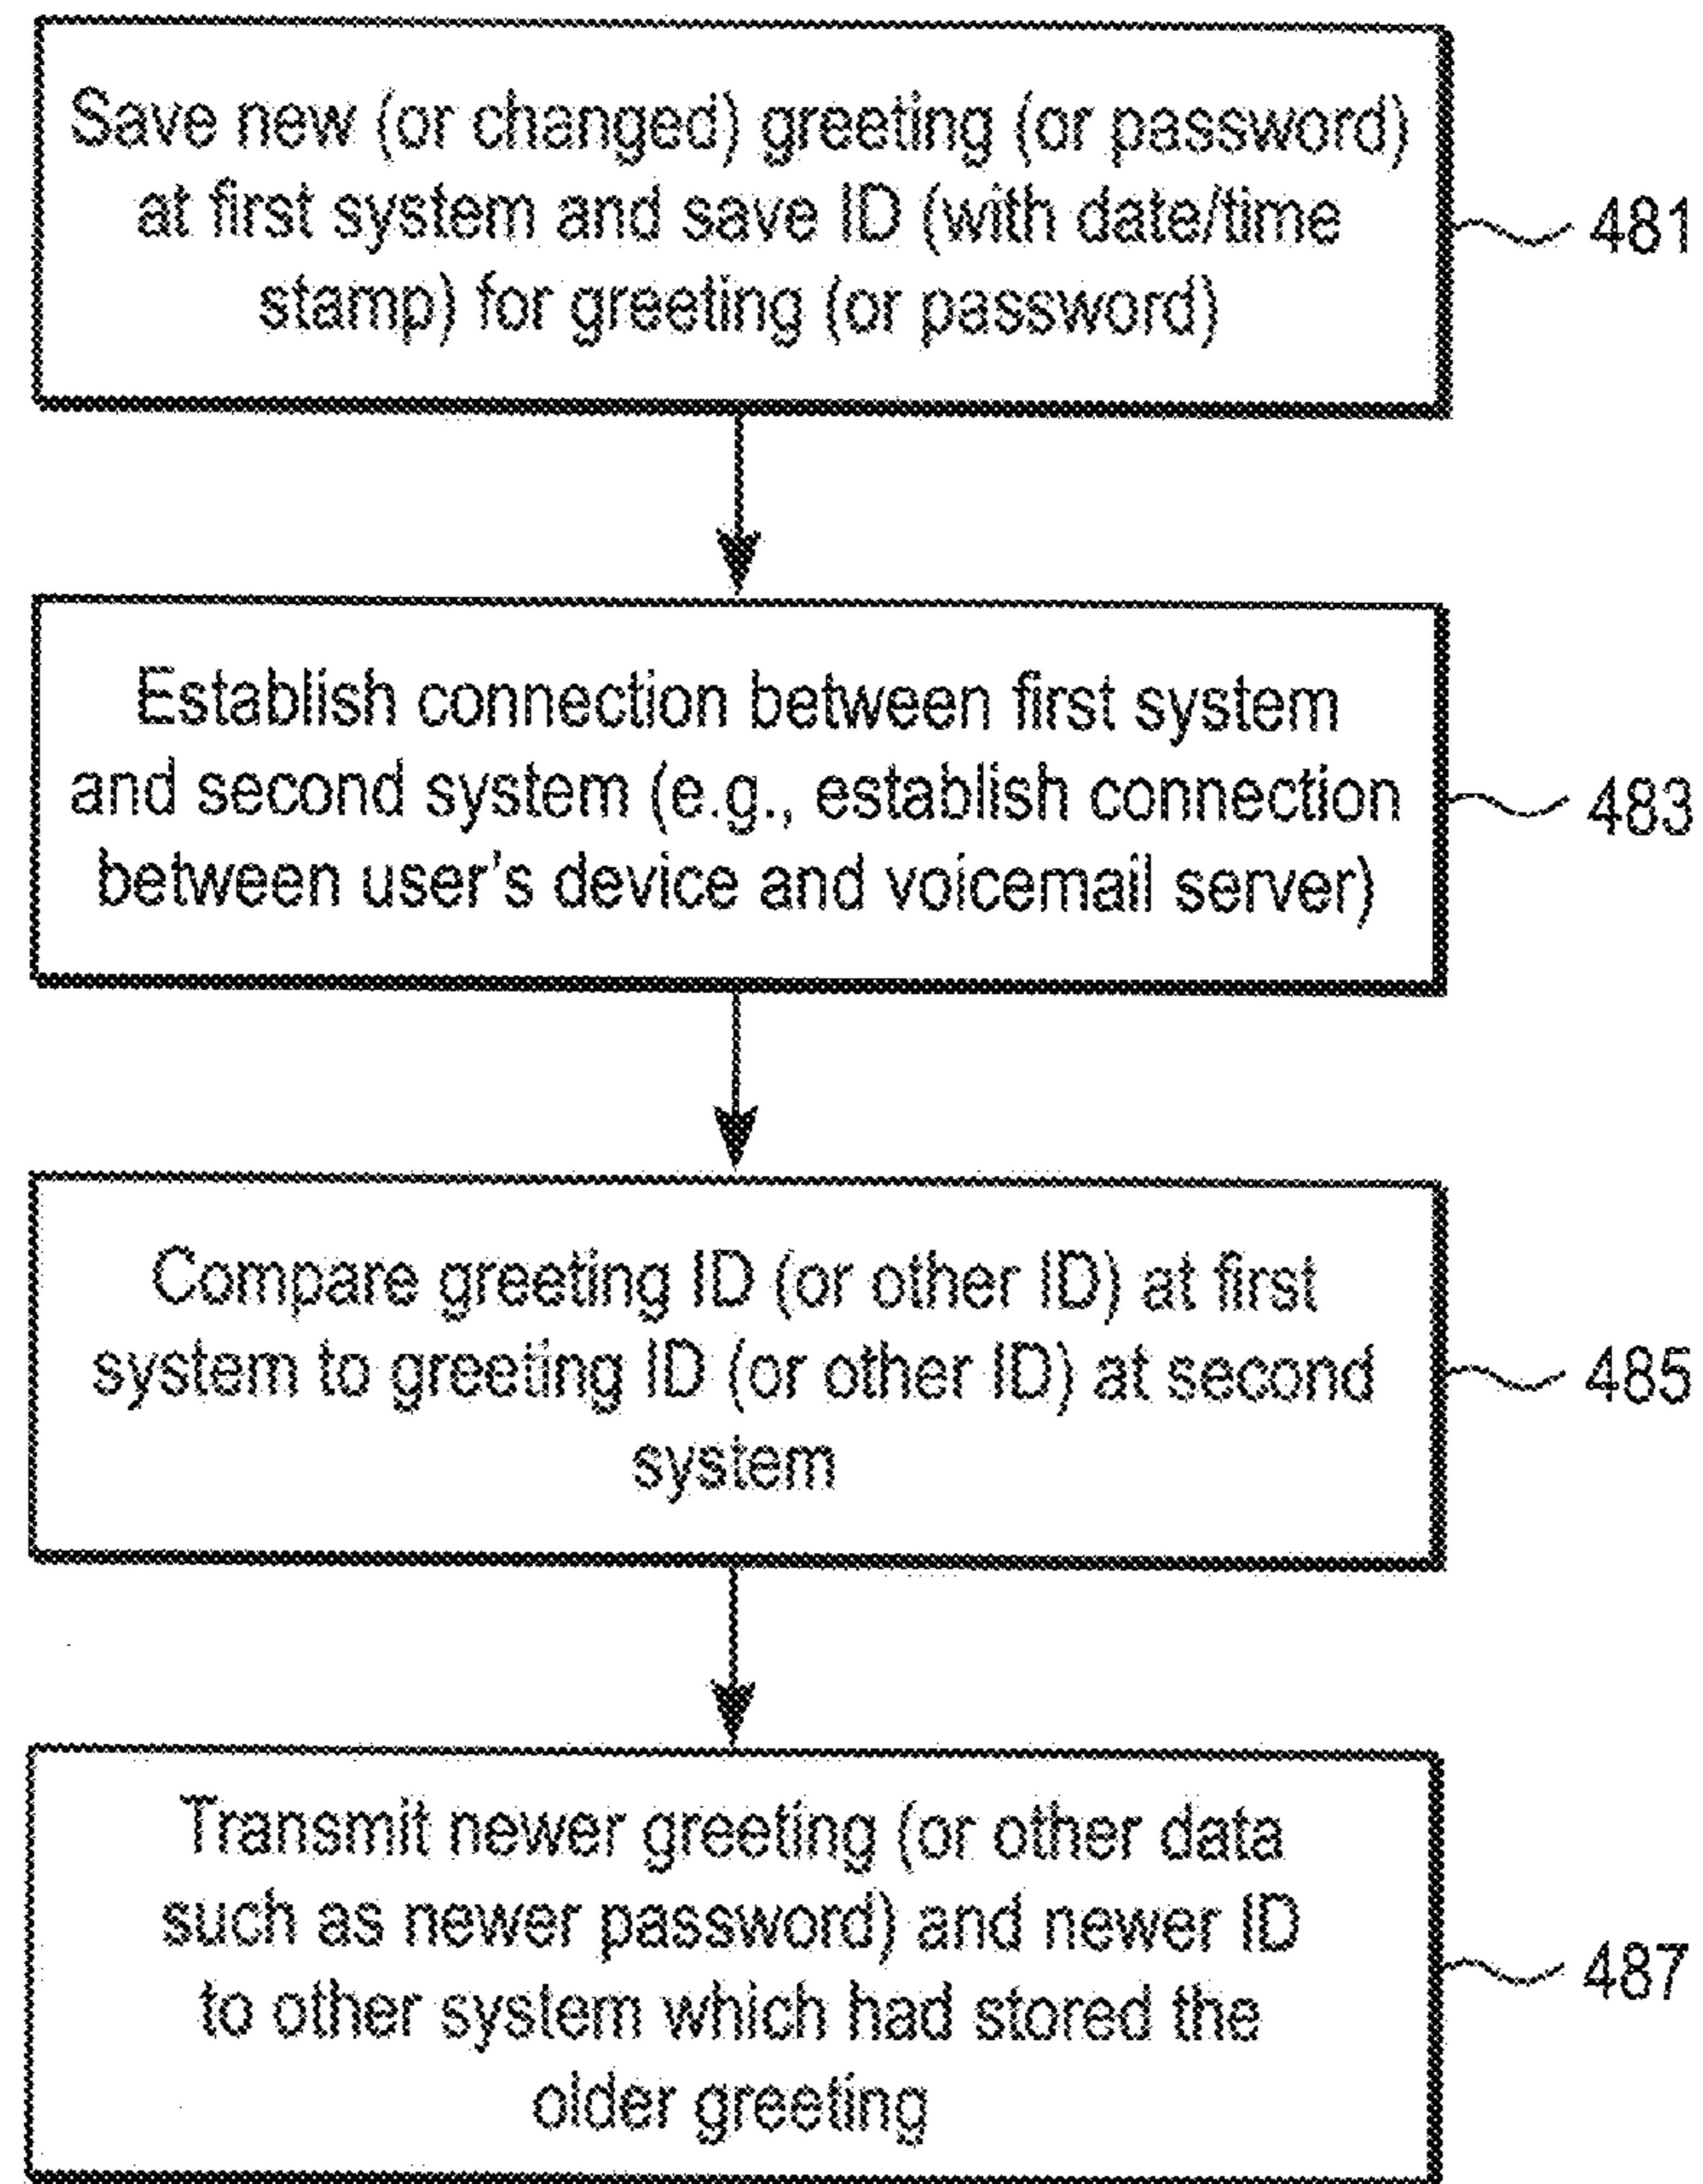 Save new (or changed) greeting (or password)
at first system and save ID (with date/time
stamp) for greeting (or password)
481
Establish connection between first system
and second system (e.g., establish connection
between user's device and voicemail server)
483
Compare greeting ID (or other ID) at first
system to greeting ID (or other ID) at second
system
485
Transmit newer greeting (or other data
such as newer password) and newer ID
to other system which had stored the
older greeting
487